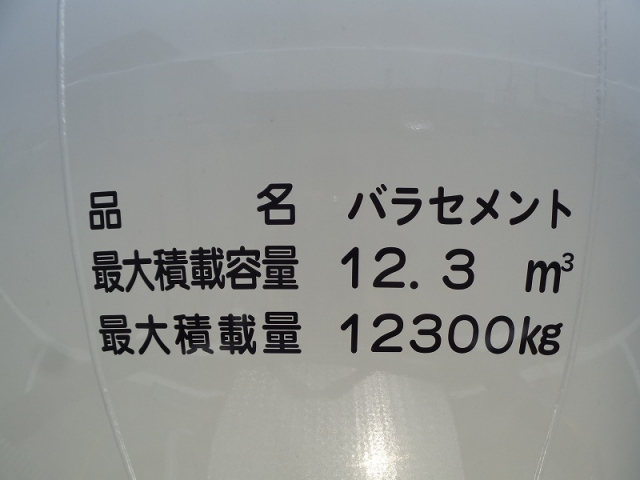 品名 バラセメント
最大積載容量 12.3 m³
最大積載量 12300kg